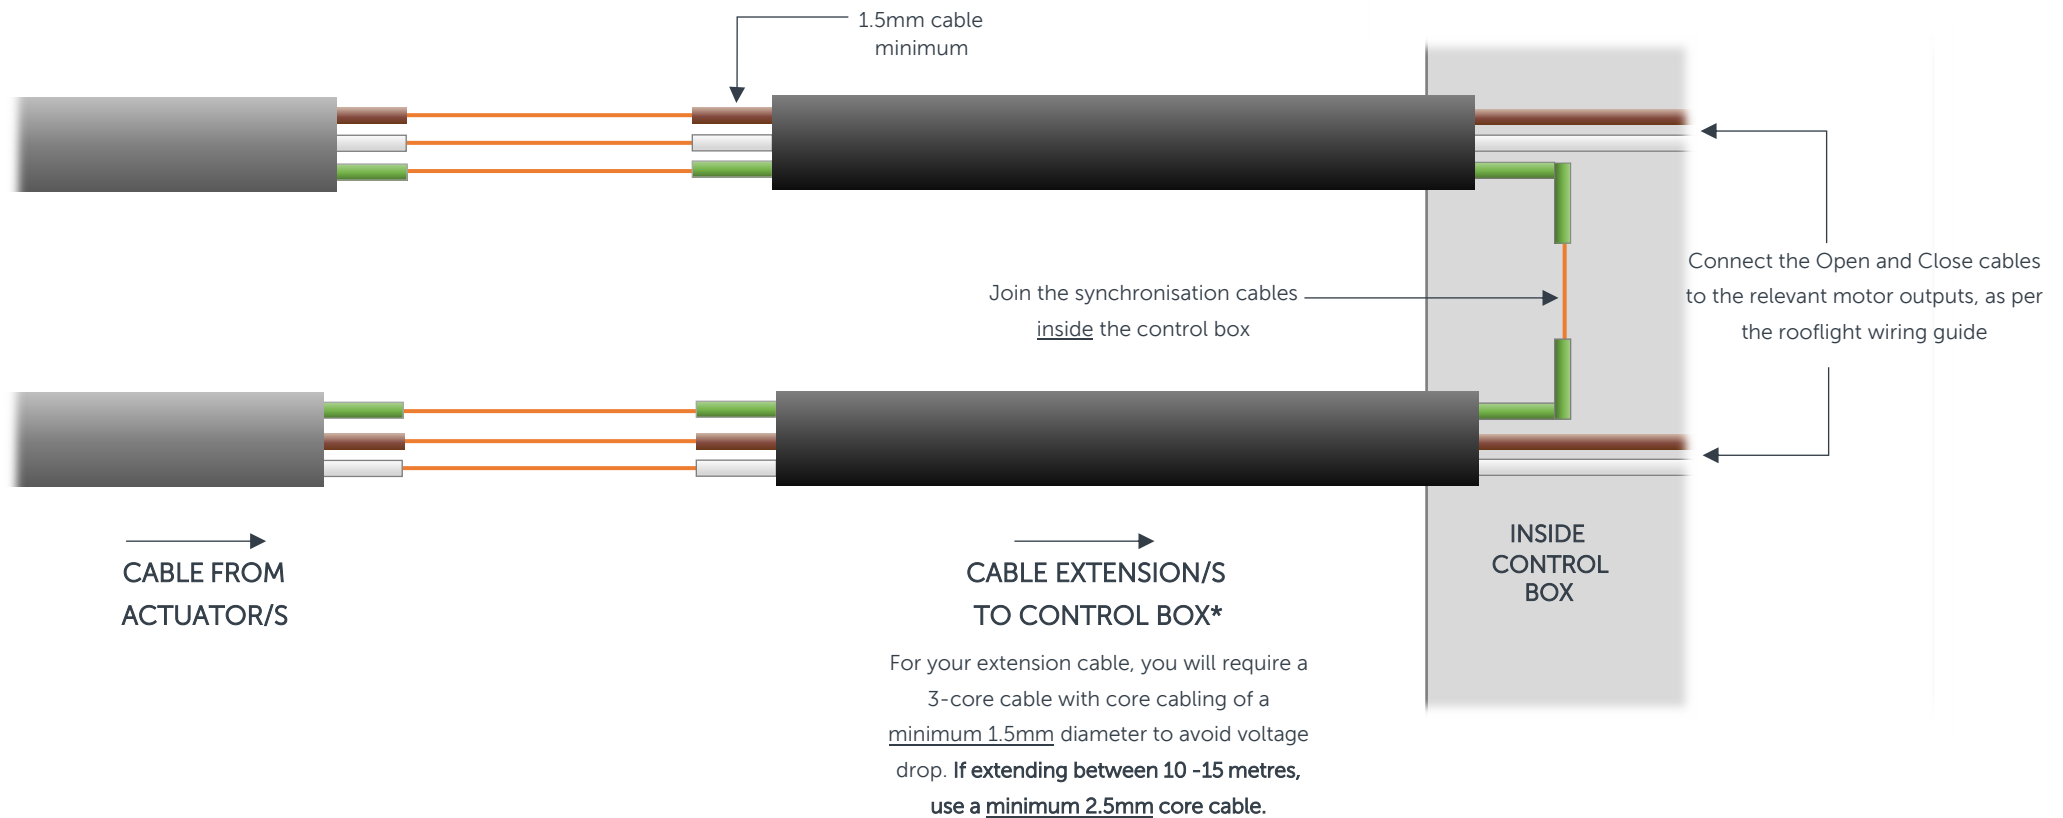 1.5mm cable
minimum
Join the synchronisation cables
inside the control box
Connect the Open and Close cables
to the relevant motor outputs, as per
the rooflight wiring guide
CABLE FROM
ACTUATOR/S
CABLE EXTENSION/S
TO CONTROL BOX*
For your extension cable, you will require a
3-core cable with core cabling of a
minimum 1.5mm diameter to avoid voltage
drop. If extending between 10 -15 metres,
use a minimum 2.5mm core cable.
INSIDE
CONTROL
BOX